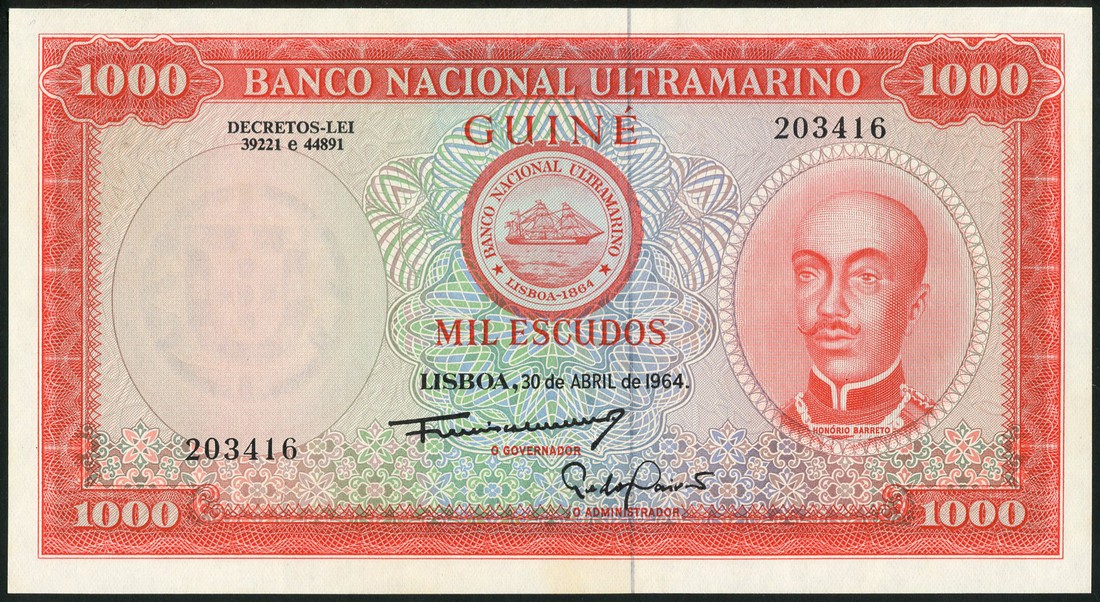 1000 BANCO NACIONAL ULTRAMARINO 1000
DECRETOS-LEI
39221 e 44891
GUINÉ
203416
BANCO NACIONAL ULTRAMARINO
LISBOA-1864
MIL ESCUDOS
LISBOA, 30 de ABRIL de 1964.
HONÓRIO BARRETO
203416
O GOVERNADOR
O ADMINISTRADOR
1000
1000